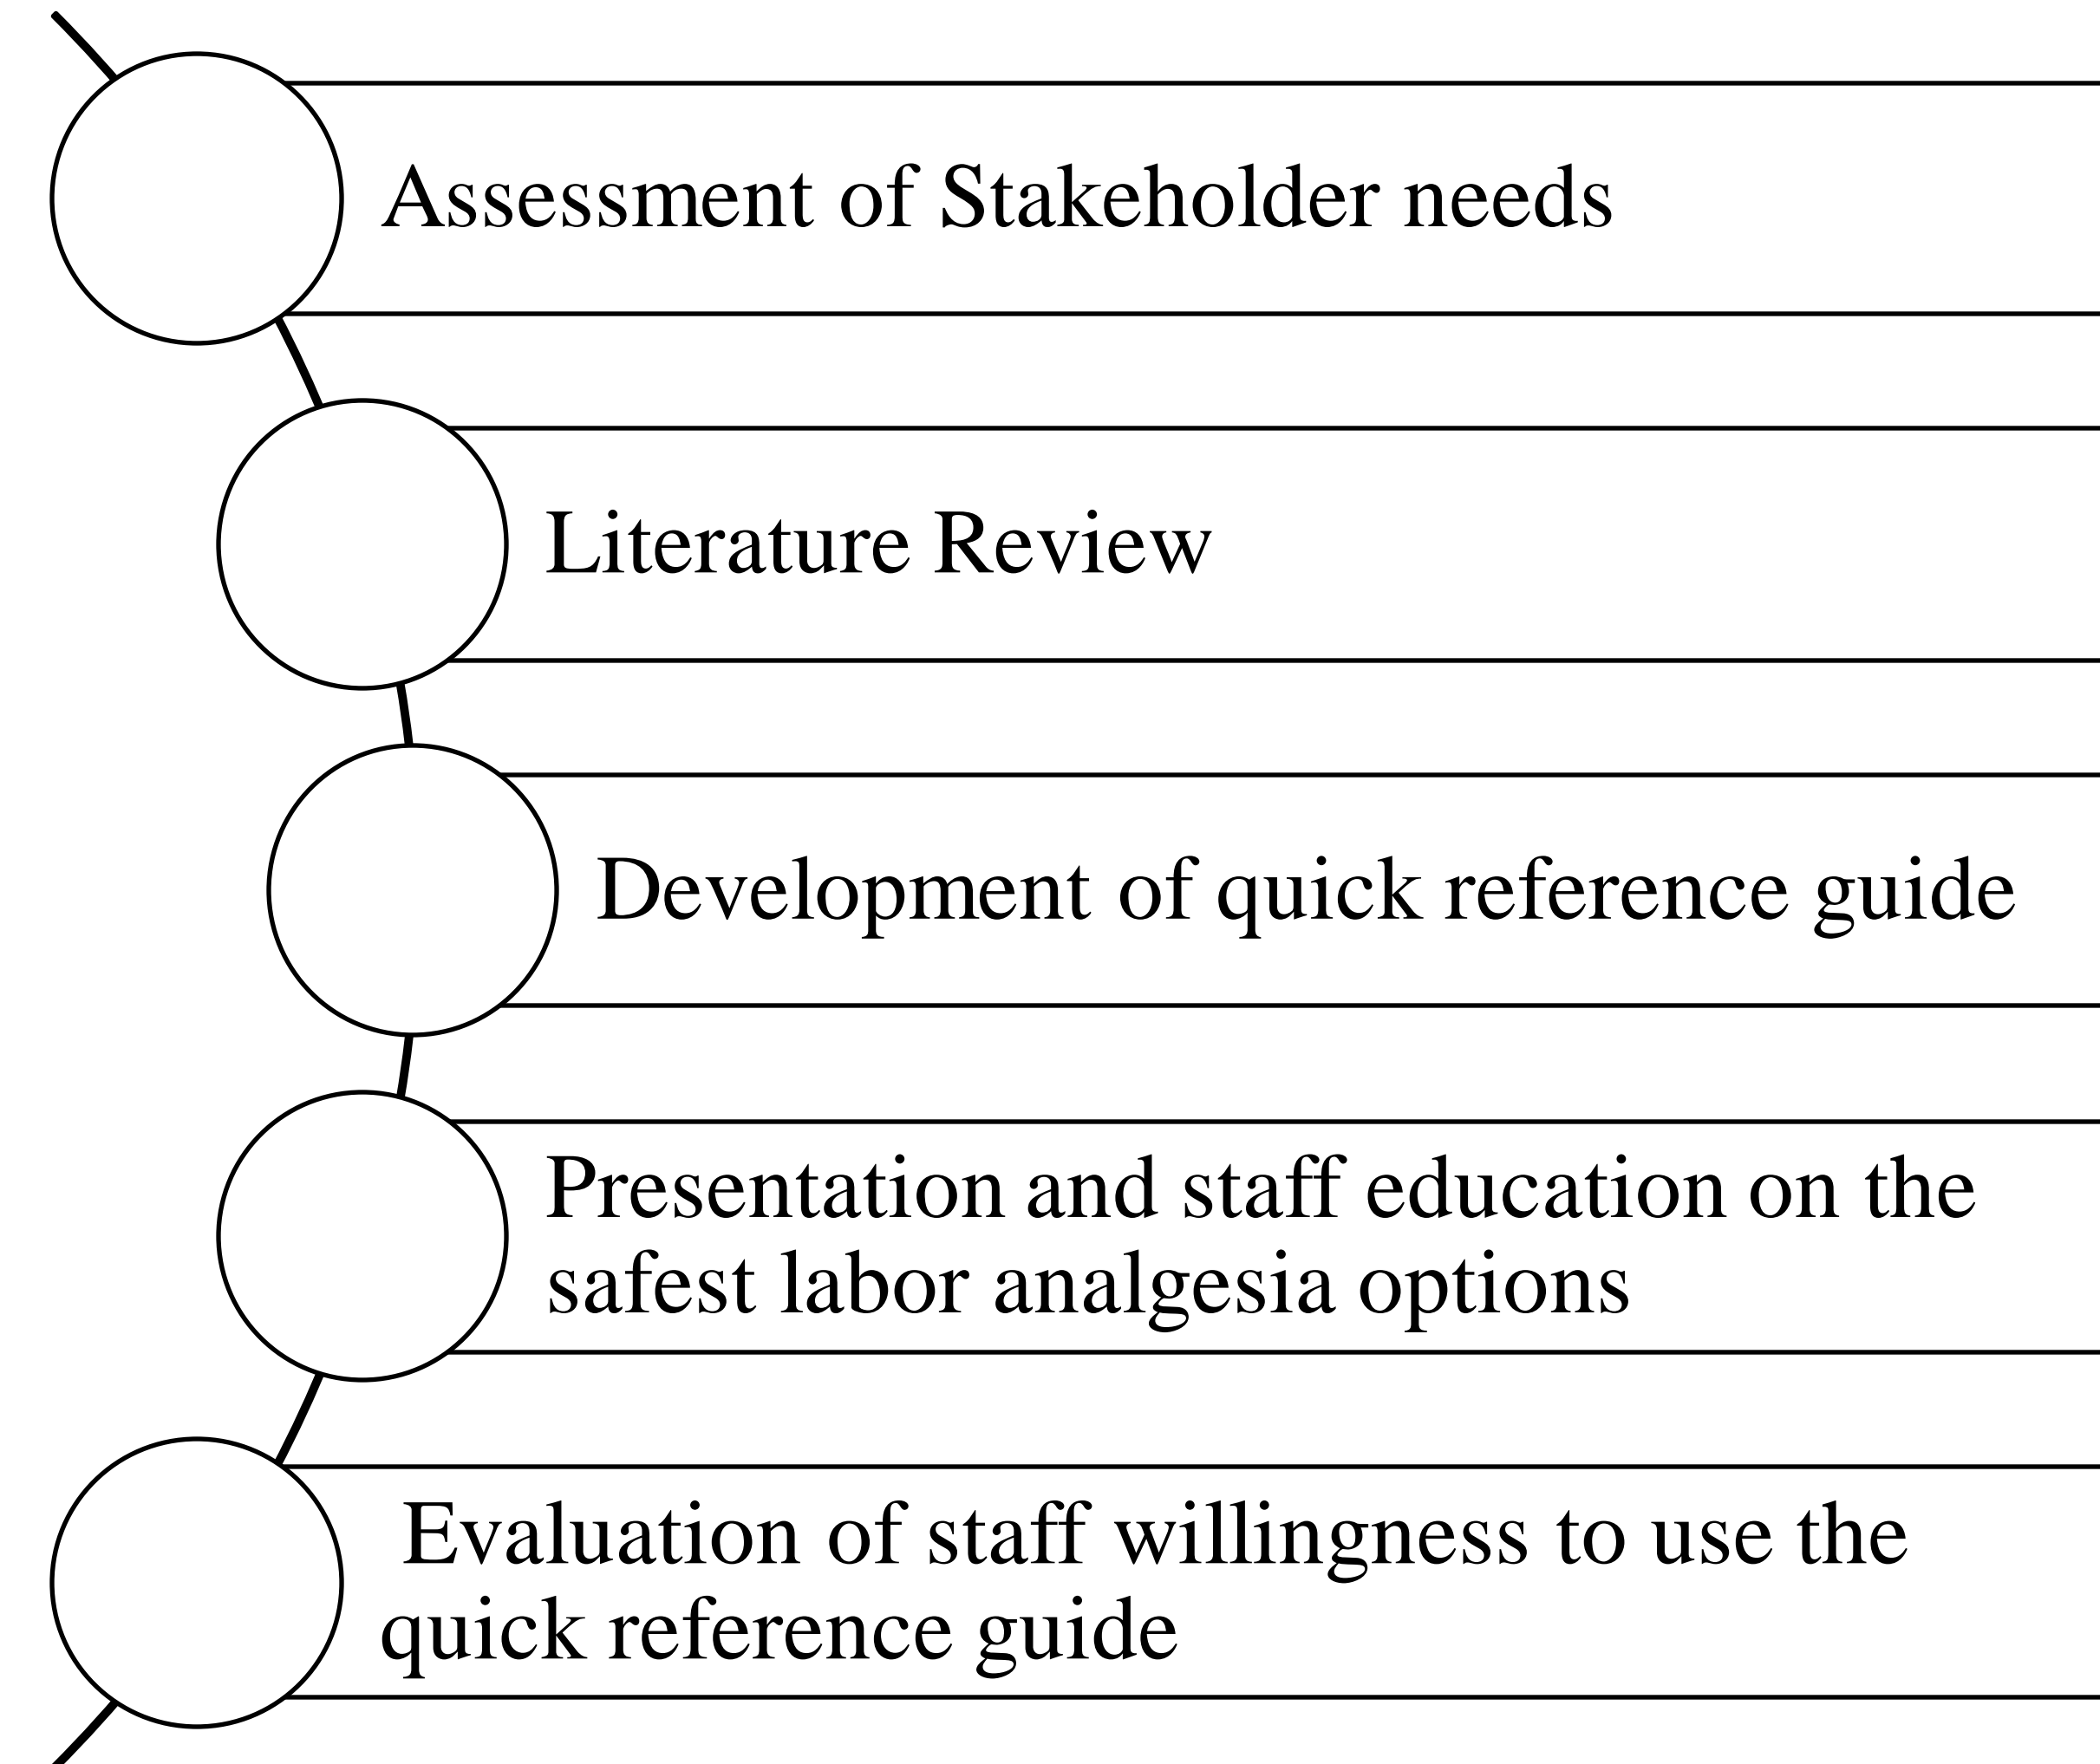 Assessment of Stakeholder needs
Literature Review
Development of quick reference guide
Presentation and staff education on the
safest labor analgesia options
Evaluation of staff willingness to use the
quick reference guide